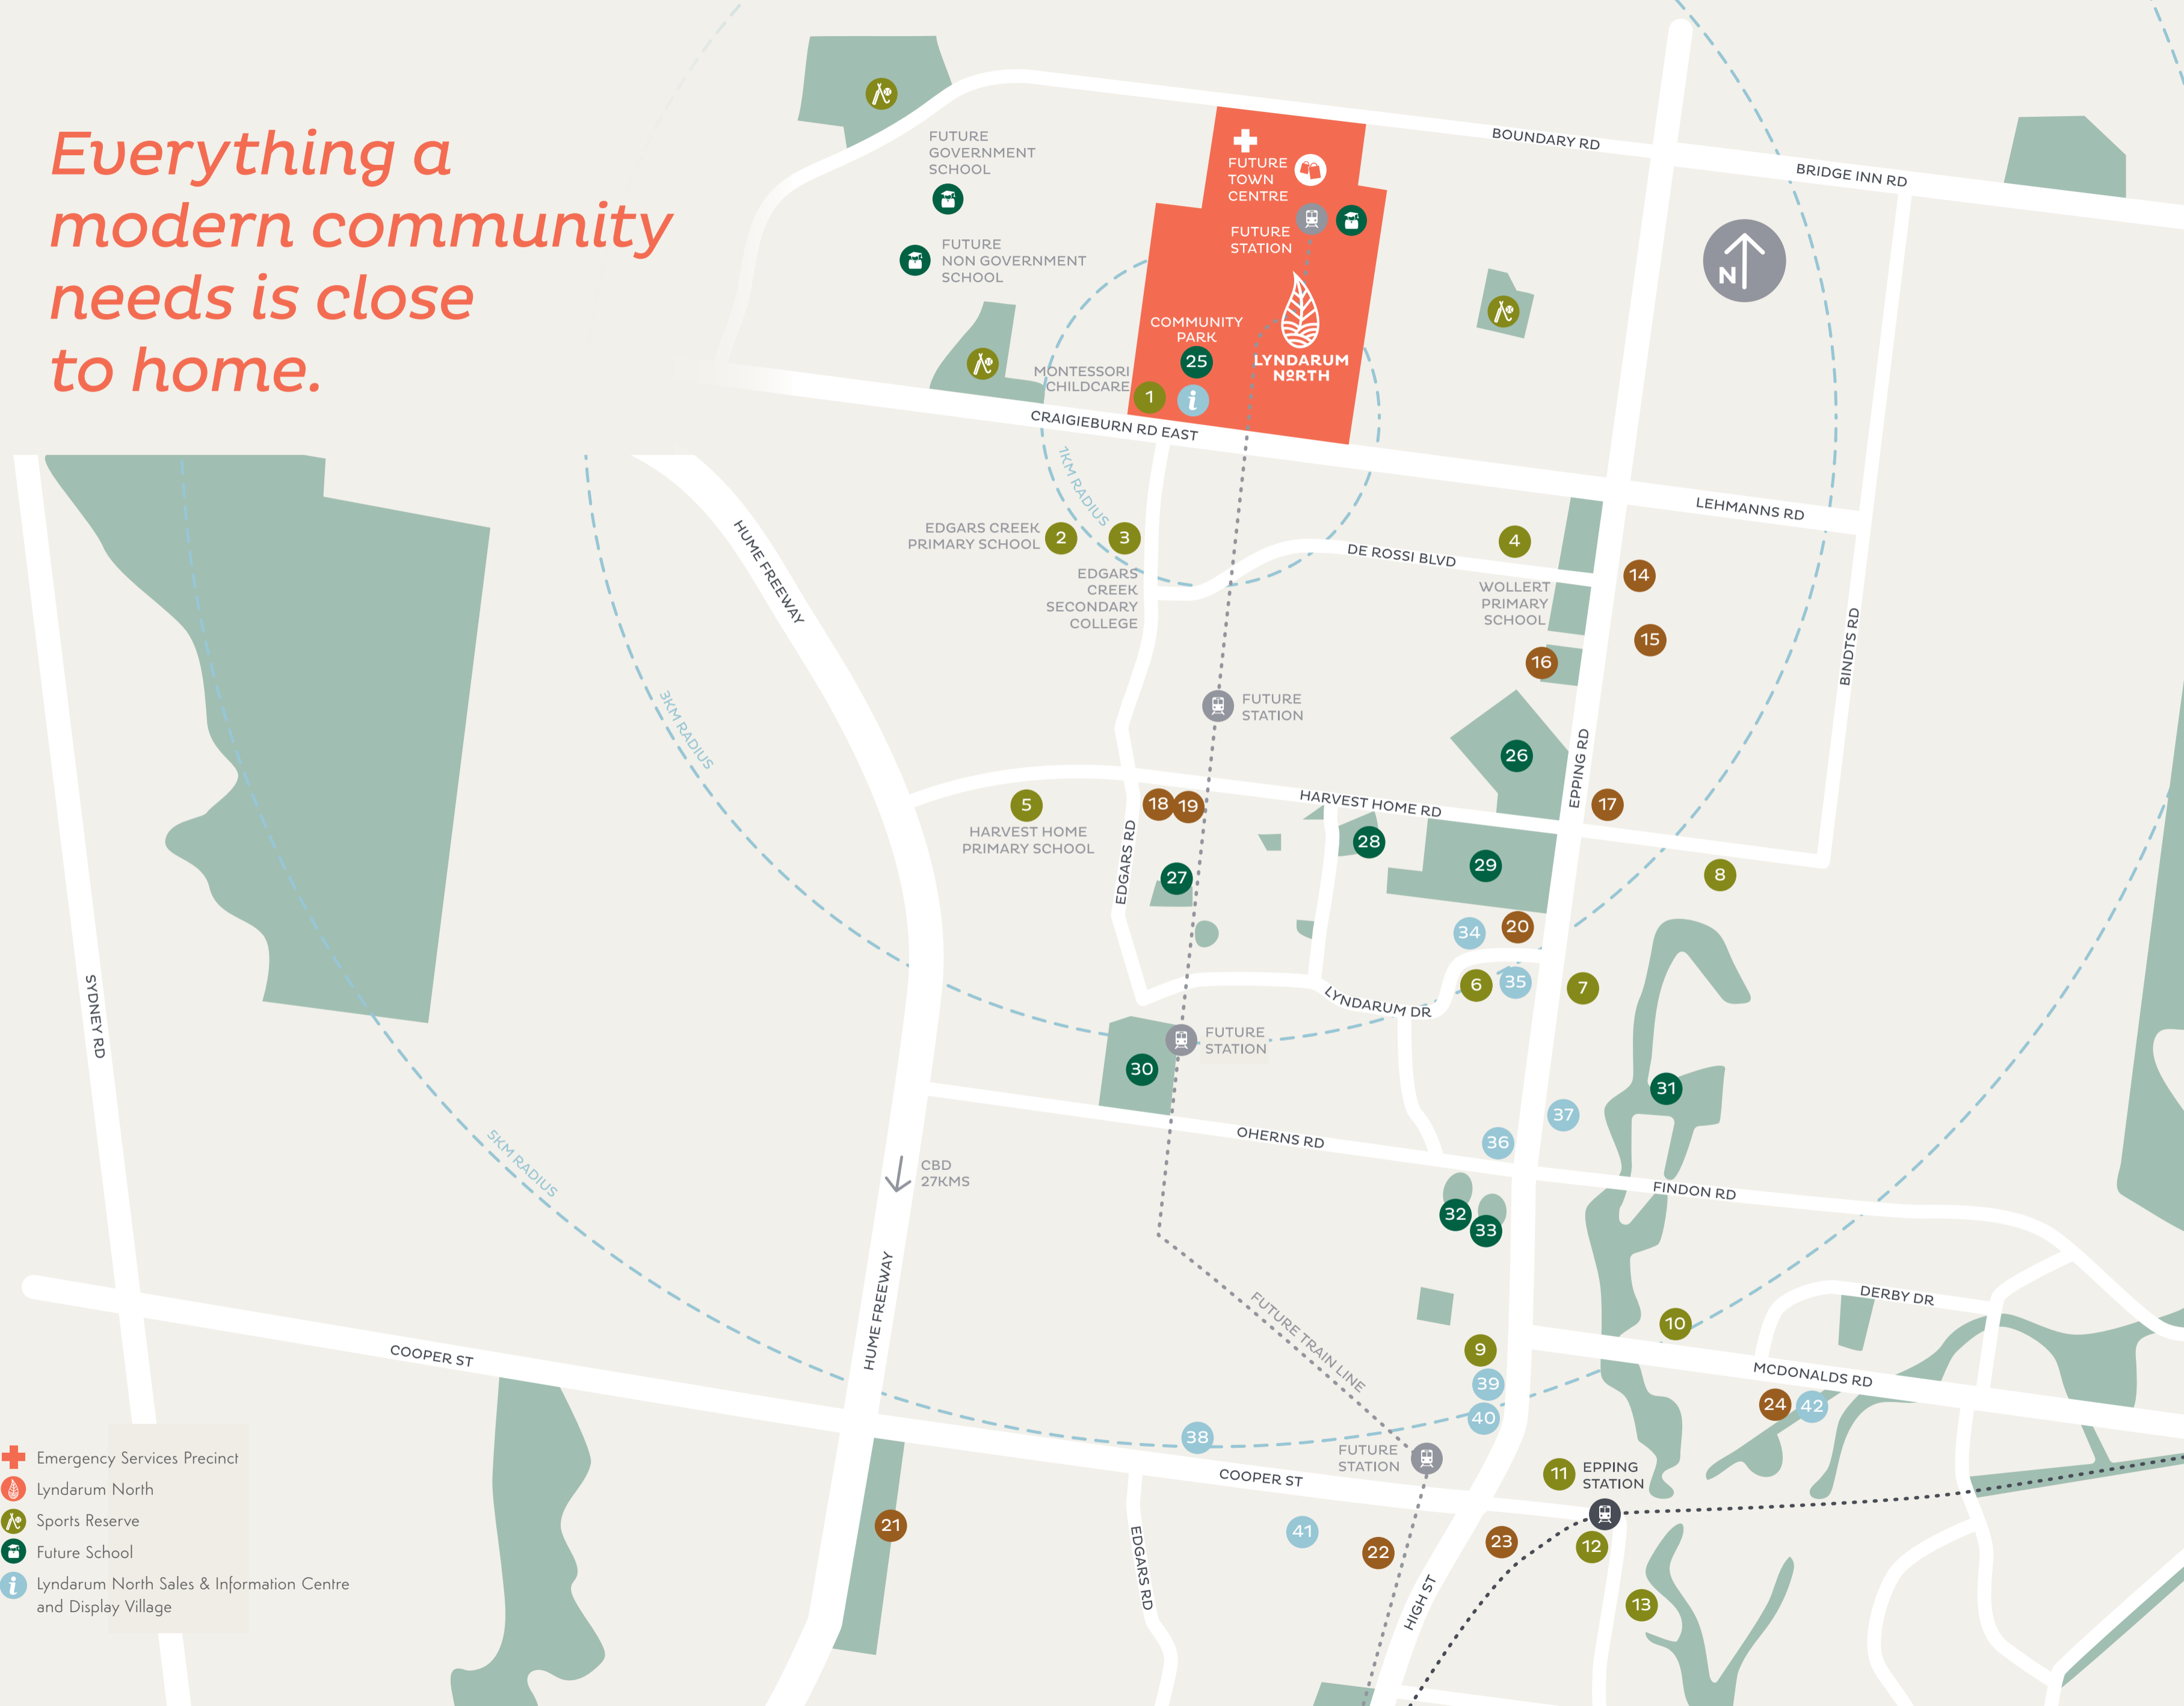 Everything a
modern community
needs is close
to home.
FUTURE
GOVERNMENT
SCHOOL
FUTURE
NON GOVERNMENT
SCHOOL
FUTURE
TOWN
CENTRE
FUTURE
STATION
COMMUNITY
PARK
25
LYNDARUM
NORTH
MONTESSORI
CHILDCARE
1
i
BOUNDARY RD
BRIDGE INN RD
N
CRAIGIEBURN RD EAST
LEHMANNS RD
1KM RADIUS
EDGARS CREEK
PRIMARY SCHOOL
2
3
EDGARS
CREEK
SECONDARY
COLLEGE
DE ROSSI BLVD
4
WOLLERT
PRIMARY
SCHOOL
14
15
16
HUME FREEWAY
BINDTS RD
3KM RADIUS
FUTURE
STATION
26
EPPING RD
17
5
HARVEST HOME
PRIMARY SCHOOL
18
19
HARVEST HOME RD
28
29
8
EDGARS RD
27
34
20
6
35
7
LYNDARUM DR
SYDNEY RD
FUTURE
STATION
30
31
37
36
OHERNS RD
5KM RADIUS
CBD
27KMS
FINDON RD
32
33
HUME FREEWAY
FUTURE TRAIN LINE
DERBY DR
10
9
39
40
MCDONALDS RD
24
42
COOPER ST
38
FUTURE
STATION
COOPER ST
11
EPPING
STATION
21
41
22
23
12
13
EDGARS RD
HIGH ST
Emergency Services Precinct
Lyndarum North
Sports Reserve
Future School
i
Lyndarum North Sales & Information Centre
and Display Village